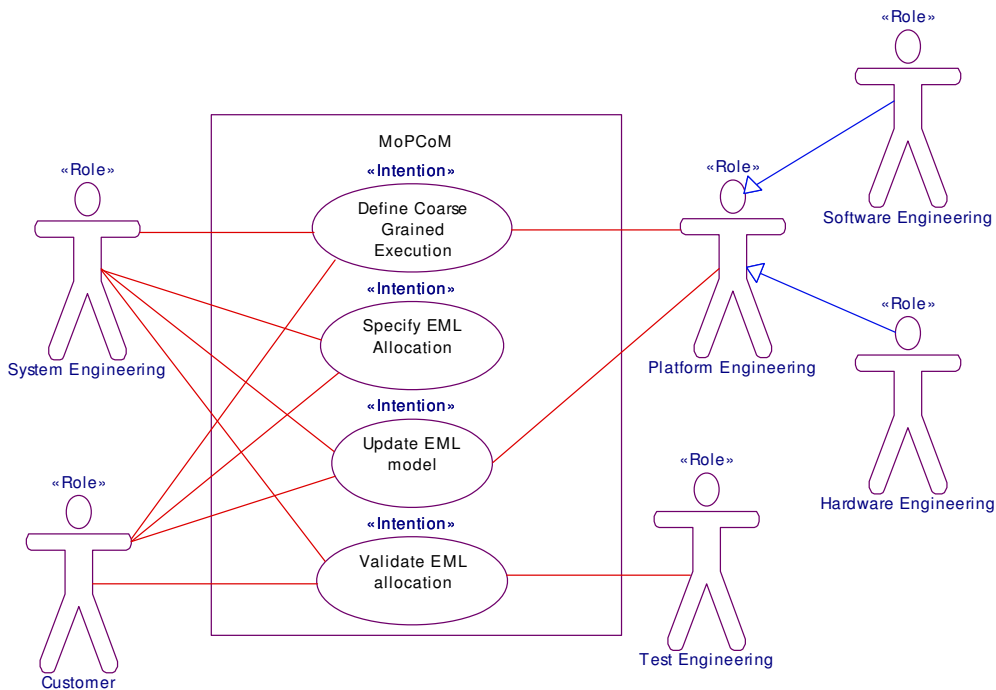 «Role»
Software Engineering
MoPCoM
«Intention»
Define Coarse
Grained
Execution
«Role»
System Engineering
«Role»
Platform Engineering
«Intention»
Specify EML
Allocation
«Role»
Hardware Engineering
«Intention»
Update EML
model
«Role»
Customer
«Intention»
Validate EML
allocation
«Role»
Test Engineering